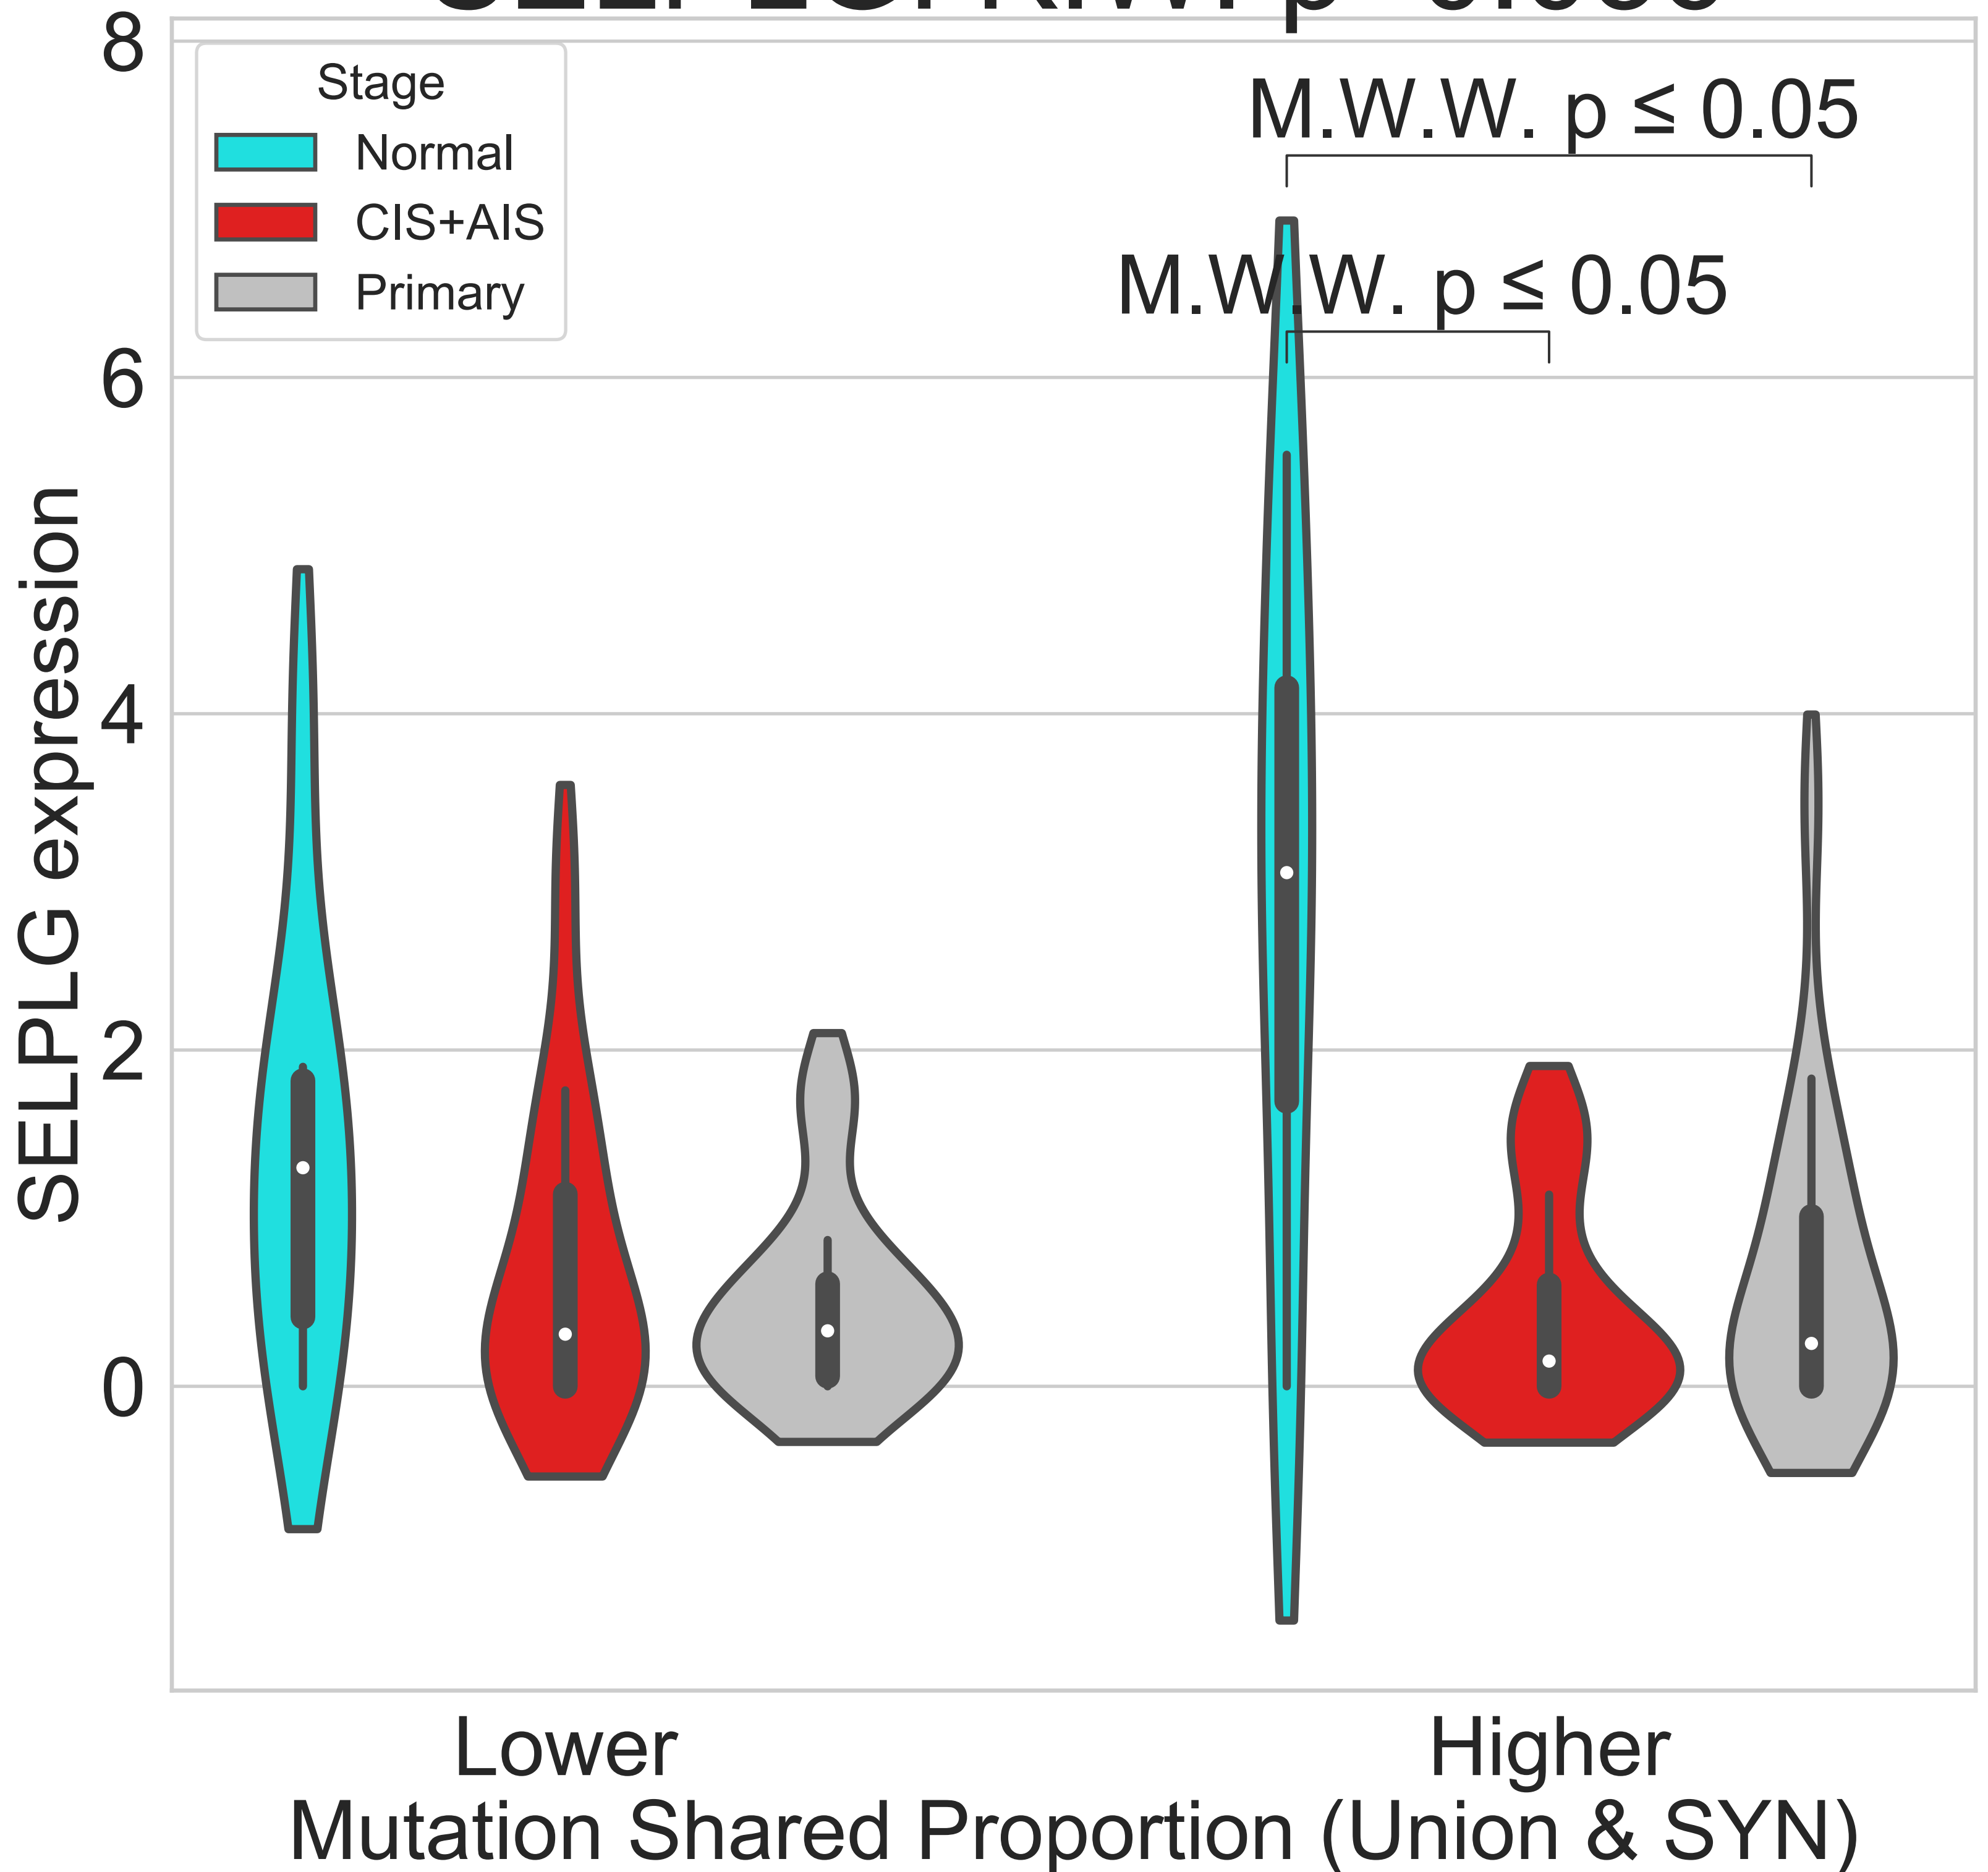 8
Stage
Normal
CIS+AIS
Primary
M.W.W. p ≤ 0.05
M.W.W. p ≤ 0.05
6
4
2
0
SELPLG expression
Lower
Higher
Mutation Shared Proportion (Union & SYN)